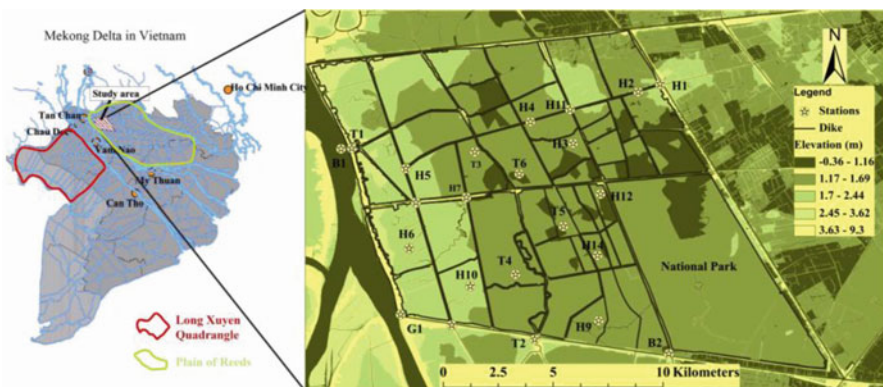 Mekong Delta in Vietnam
Study area
Ho Chi Minh City
Tan Chau
Chau Doc
Vam Nao
My Thuan
Can Tho
Long Xuyen
Quadrangle
Plain of Reeds
N
Legend
Stations
Dike
Elevation (m)
-0.36 - 1.16
1.17 - 1.69
1.7 - 2.44
2.45 - 3.62
3.63 - 9.3
H2
H1
H11
H4
H3
T1
B1
T3
T6
H5
H7
H12
T5
H6
H14
T4
H10
National Park
G1
H9
T2
B2
0 2.5 5 10 Kilometers